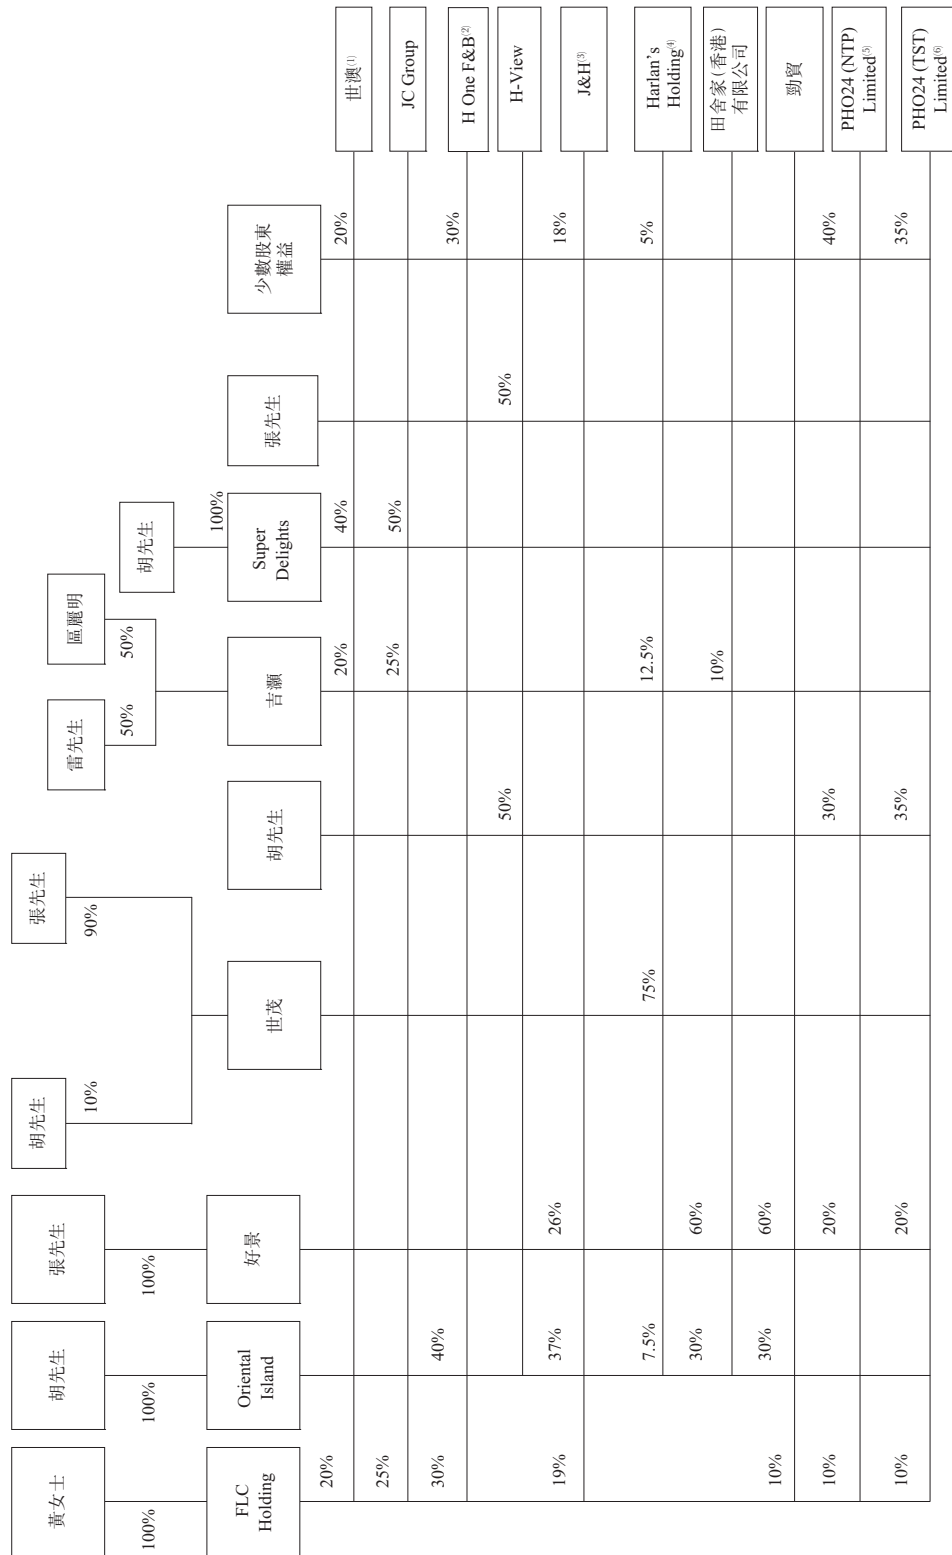 黃女士
胡先生
張先生
胡先生
張先生
雷先生
區麗明
胡先生
100%
100%
100%
10%
90%
50%
50%
100%
FLC
Holding
Oriental
Island
好景
世茂
胡先生
吉灝
Super
Delights
張先生
少數股東
權益
20%
20%
40%
20%
世澳(1)
25%
25%
50%
JC Group
30%
40%
30%
H One F&B(2)
50%
50%
H-View
19%
37%
26%
18%
J&H(3)
7.5%
75%
12.5%
5%
Harlan's
Holding(4)
30%
60%
10%
田舍家(香港)
有限公司
10%
30%
60%
勁貿
10%
20%
30%
40%
PHO24 (NTP)
Limited(5)
10%
20%
35%
35%
PHO24 (TST)
Limited(6)